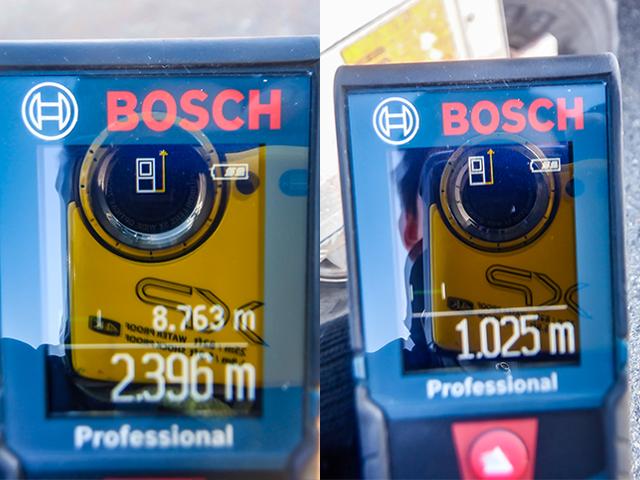 BOSCH
8.763 m
2.396 m
Professional
BOSCH
1.025 m
Professional